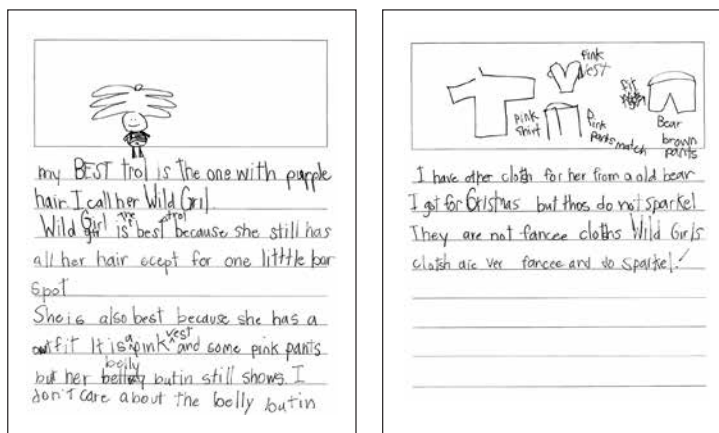 my BEST trol is the one with purple
hair I call her Wild Gril.
Wild Girl is the best trol because she still has
all her hair ecept for one litttle bar
spot
She is also best because she has a
outfit It is a pink vest and some pink pants
but her belly butin still shows. I
don't care about the belly butin
pink
vest
pink
shirt
pink
pants
match
fit
Bear
brown
pants
I have other cloth for her from a old bear
I got for Cristmas but thos do not sparkel
They are not fancee cloths Wild Girls
cloths are ver fancee and do sparkel!